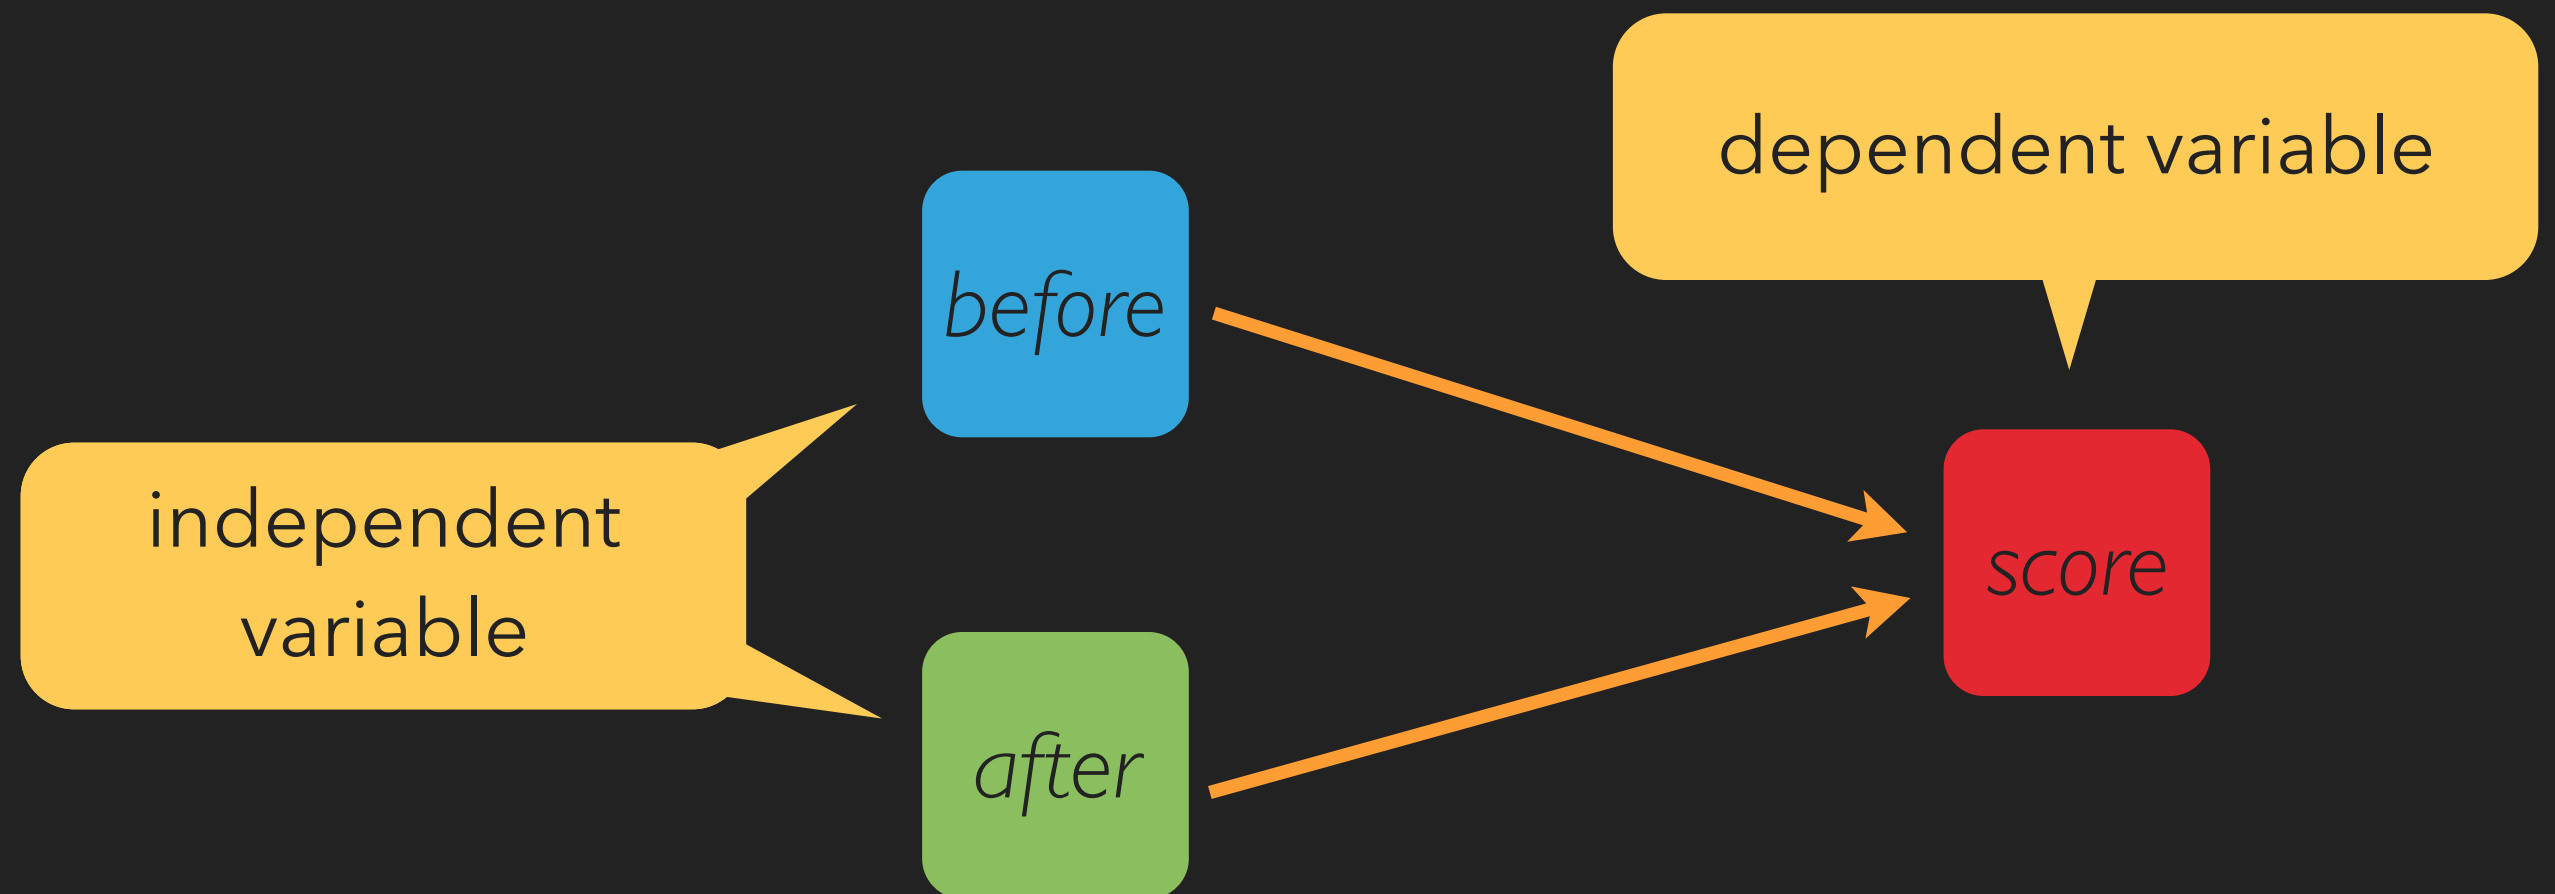 dependent variable
before
independent
variable
score
after